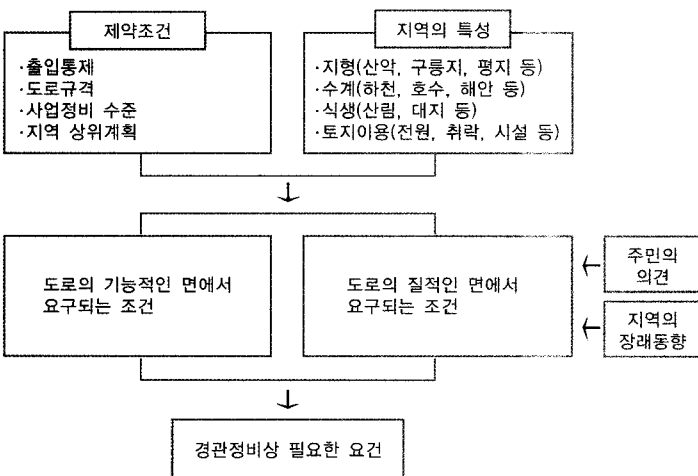 제약조건
·출입통제
·도로규격
·사업정비 수준
·지역 상위계획
지역의 특성
·지형(산악, 구릉지, 평지 등)
·수계(하천, 호수, 해안 등)
·식생(산림, 대지 등)
·토지이용(전원, 취락, 시설 등)
도로의 기능적인 면에서
요구되는 조건
도로의 질적인 면에서
요구되는 조건
주민의
의견
지역의
장래동향
경관정비상 필요한 요건